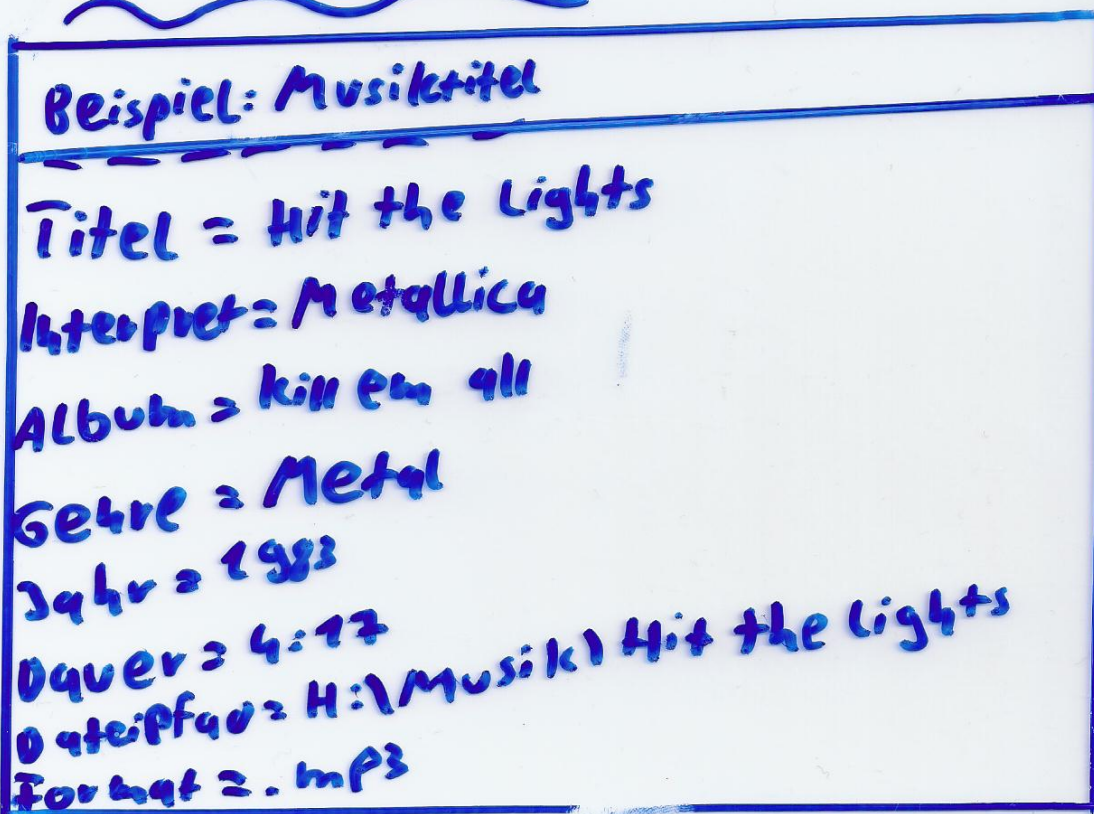 Beispiel: Musiktitel
Titel = Hit the Lights
Interpret = Metallica
Album = kill em all
Genre = Metal
Jahr = 1983
Dauer = 4:17
Dateipfad = H:\Musik\ Hit the Lights
Format = .mp3